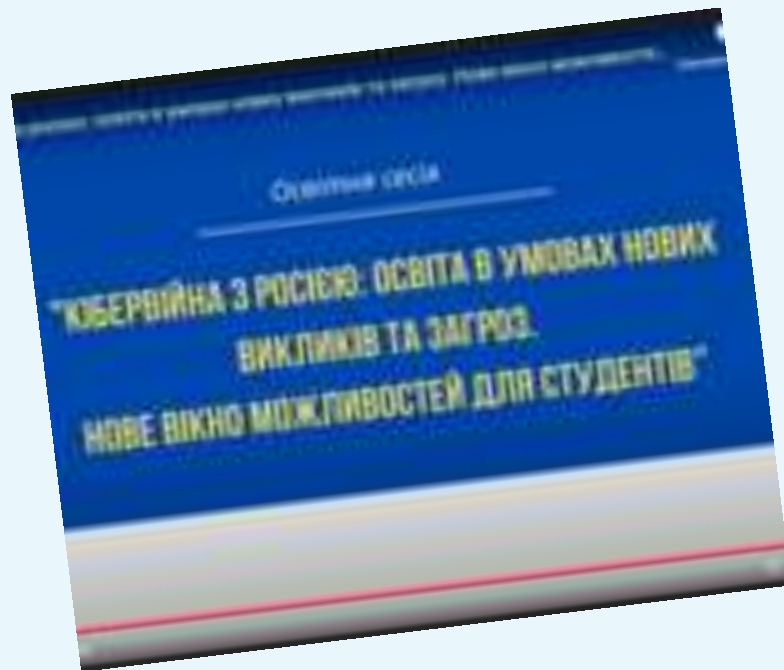 Освітня сесія
"КІБЕРВІЙНА З РОСІЄЮ: ОСВІТА В УМОВАХ НОВИХ
ВИКЛИКІВ ТА ЗАГРОЗ.
НОВЕ ВІКНО МОЖЛИВОСТЕЙ ДЛЯ СТУДЕНТІВ"